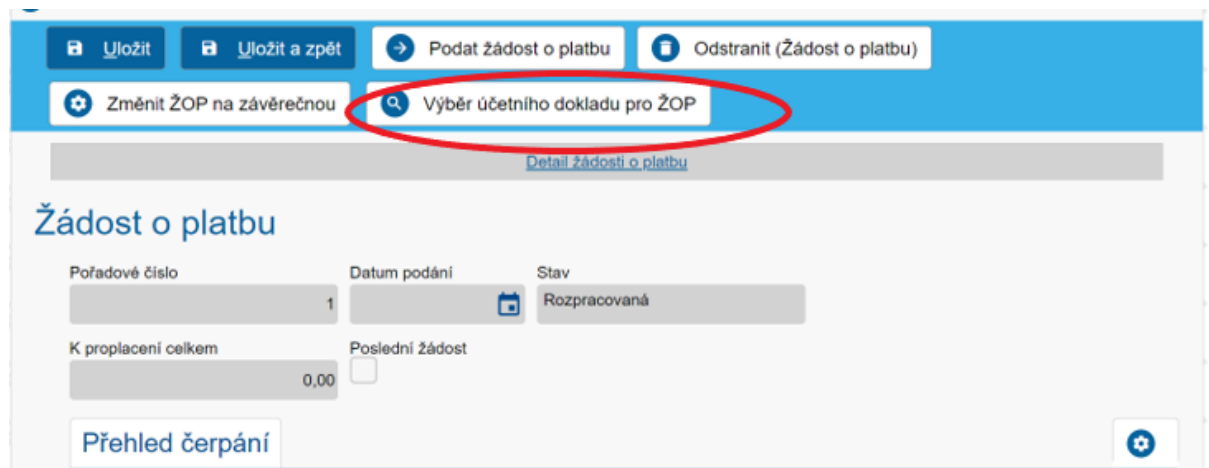 Uložit Uložit a zpět Podat žádost o platbu Odstranit (Žádost o platbu)
Změnit ŽOP na závěrečnou Výběr účetního dokladu pro ŽOP
Detail žádosti o platbu
Žádost o platbu
Pořadové číslo Datum podání Stav
1 Rozpracovaná
K proplacení celkem Poslední žádost
0,00
Přehled čerpání